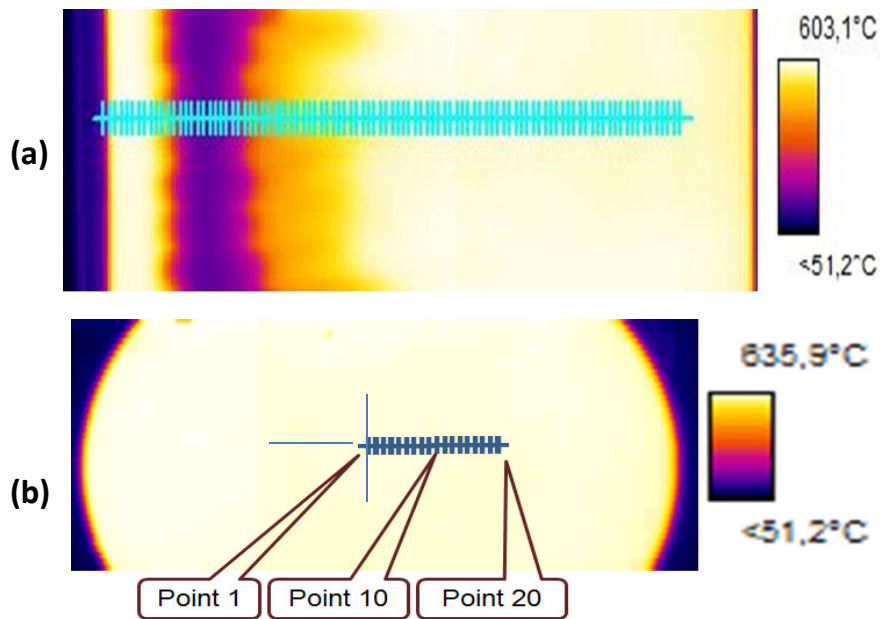 603,1°C
(a)
<51,2°C
635,9°C
(b)
<51,2°C
Point 1
Point 10
Point 20